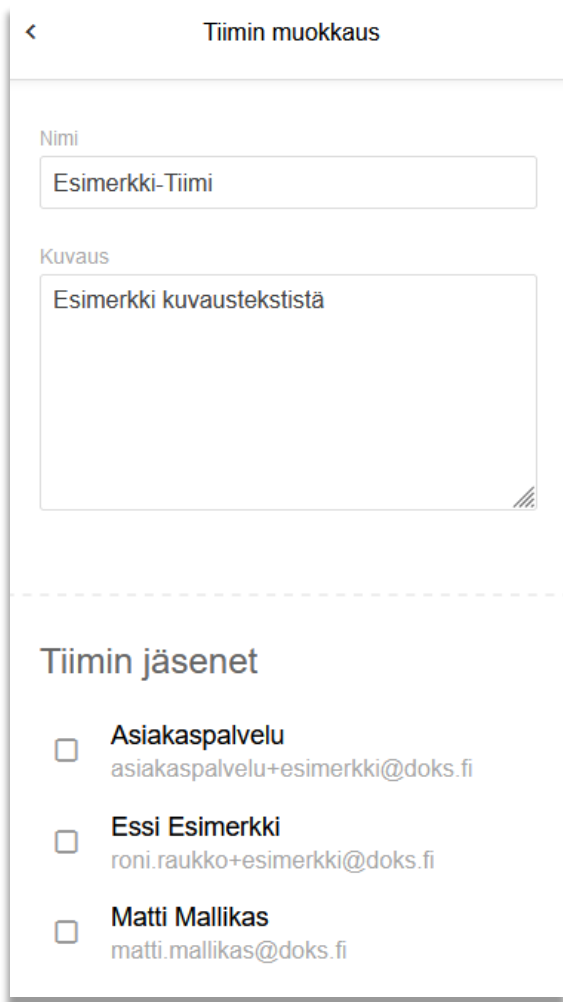 Tiimin muokkaus
Nimi
Esimerkki-Tiimi
Kuvaus
Esimerkki kuvaustekstistä
Tiimin jäsenet
Asiakaspalvelu
asiakaspalvelu+esimerkki@doks.fi
Essi Esimerkki
roni.raukko+esimerkki@doks.fi
Matti Mallikas
matti.mallikas@doks.fi